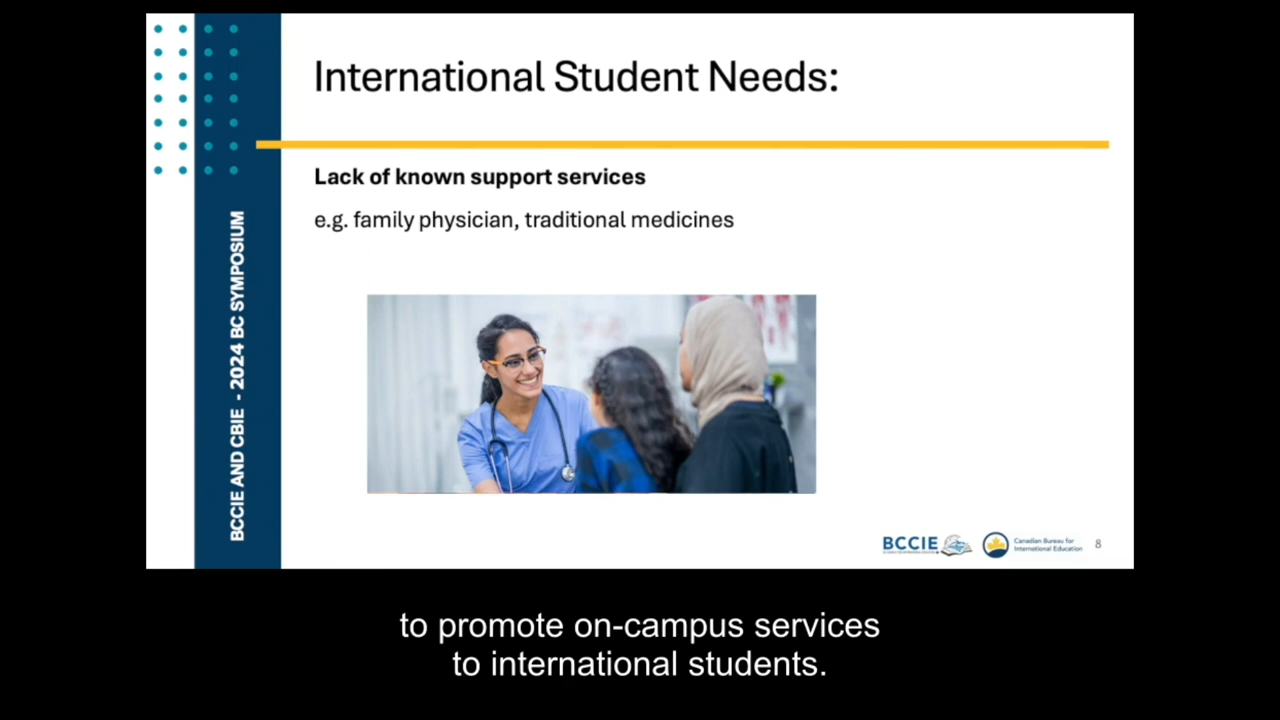 International Student Needs:
Lack of known support services
e.g. family physician, traditional medicines
BCCIE AND CBIE - 2024 BC SYMPOSIUM
BCCIE
Canadian Bureau for
International Education
8
to promote on-campus services
to international students.